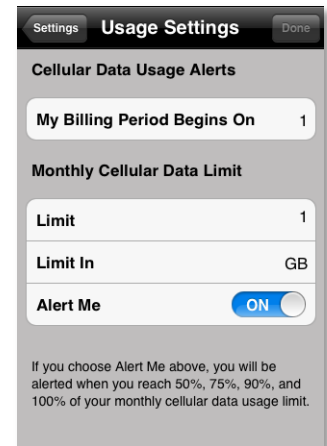 Settings Usage Settings Done
Cellular Data Usage Alerts
My Billing Period Begins On 1
Monthly Cellular Data Limit
Limit 1
Limit In GB
Alert Me ON
If you choose Alert Me above, you will be
alerted when you reach 50%, 75%, 90%, and
100% of your monthly cellular data usage limit.